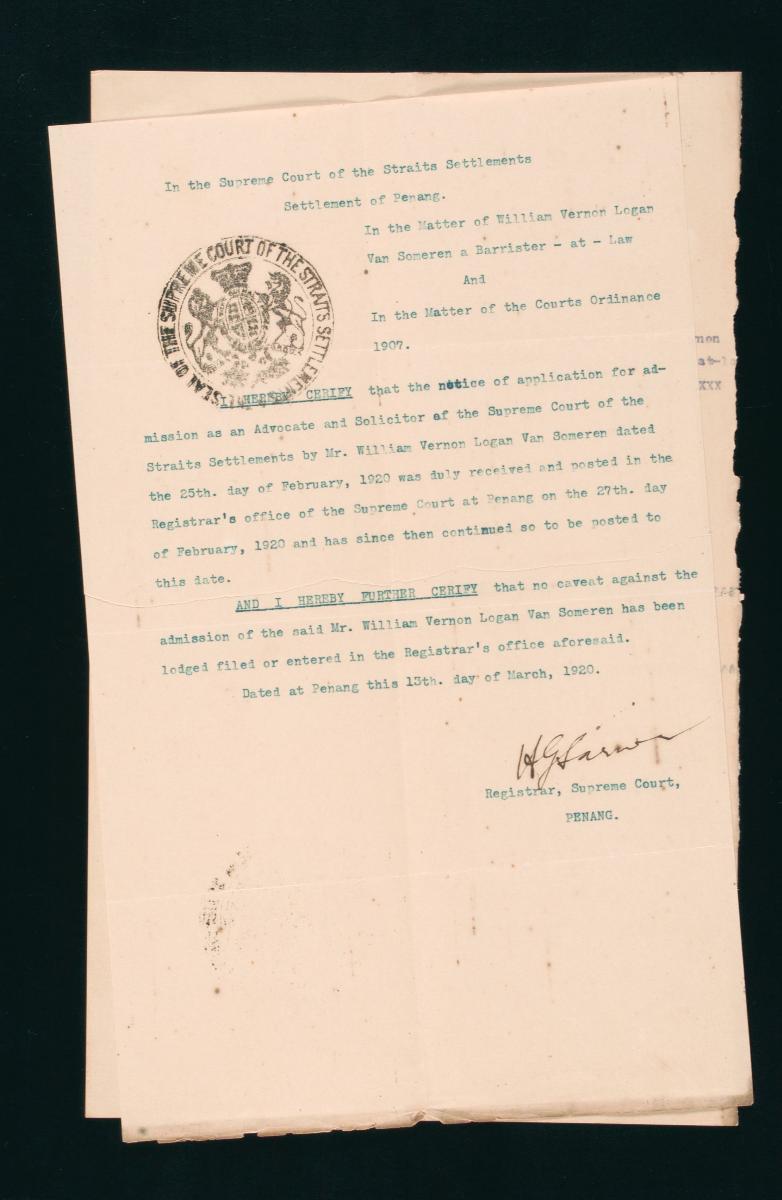 In the Supreme Court of the Straits Settlements
Settlement of Penang.
In the Matter of William Vernon Logan
Van Someren a Barrister - at - Law
And
In the Matter of the Courts Ordinance
1907.
SEAL OF THE SUPREME COURT OF THE STRAITS SETTLEMENTS
I HEREBY CERIFY that the notice of application for ad-
mission as an Advocate and Solicitor of the Supreme Court of the
Straits Settlements by Mr. William Vernon Logan Van Someren dated
the 25th. day of February, 1920 was duly received and posted in the
Registrar's office of the Supreme Court at Penang on the 27th. day
of February, 1920 and has since then continued so to be posted to
this date.
AND I HEREBY FURTHER CERIFY that no caveat against the
admission of the said Mr. William Vernon Logan Van Someren has been
lodged filed or entered in the Registrar's office aforesaid.
Dated at Penang this 13th. day of March, 1920.
Registrar, Supreme Court,
PENANG.
non
at-l
XXX